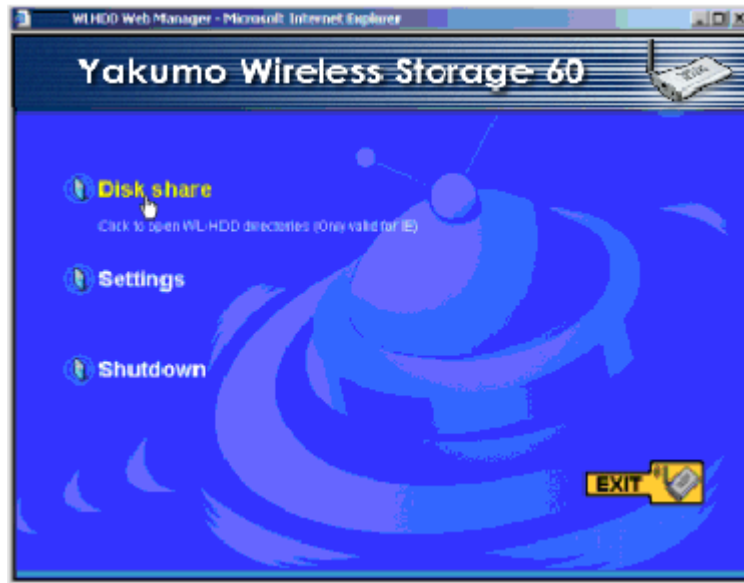 WLHDD Web Manager - Microsoft Internet Explorer
Yakumo Wireless Storage 60
Disk share
Click to open WL-HDD directories (Only valid for IE)
Settings
Shutdown
EXIT